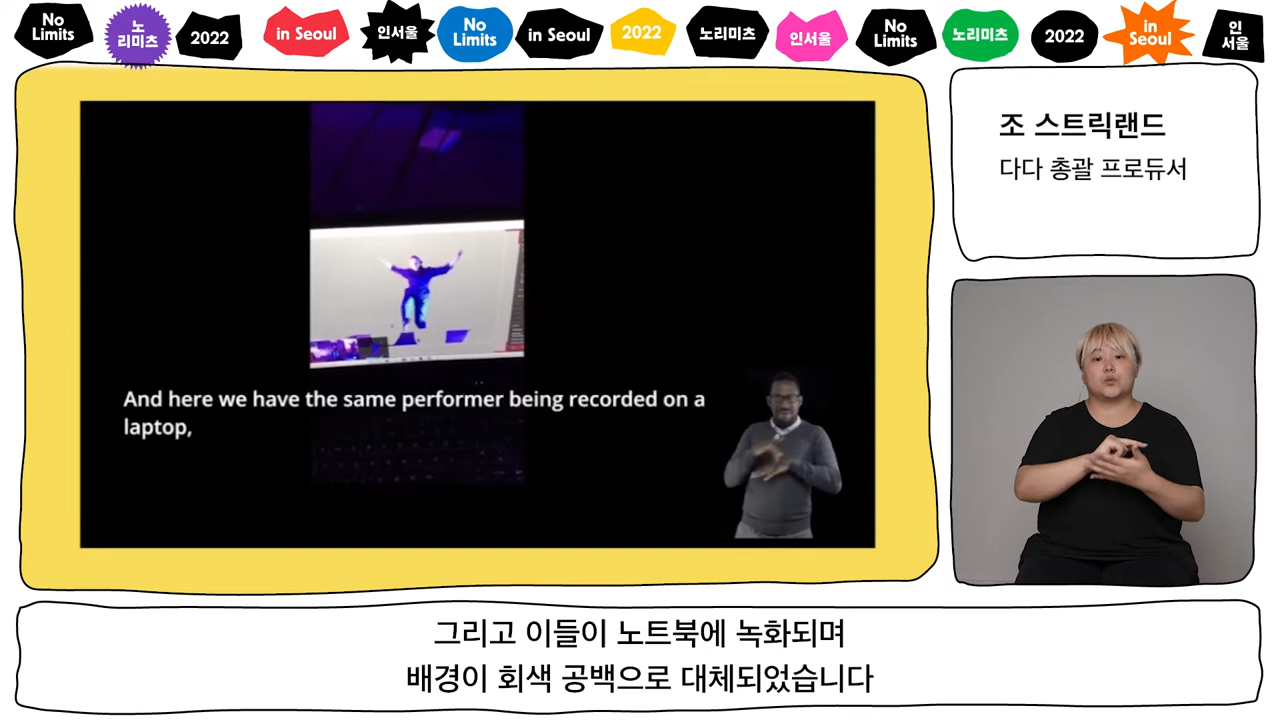 No
Limits
노
리미츠
2022
in Seoul
인서울
No
Limits
in Seoul
2022
노리미츠
인서울
No
Limits
노리미츠
2022
in
Seoul
인
서울
조 스트릭랜드
다다 총괄 프로듀서
And here we have the same performer being recorded on a
laptop,
그리고 이들이 노트북에 녹화되며
배경이 회색 공백으로 대체되었습니다